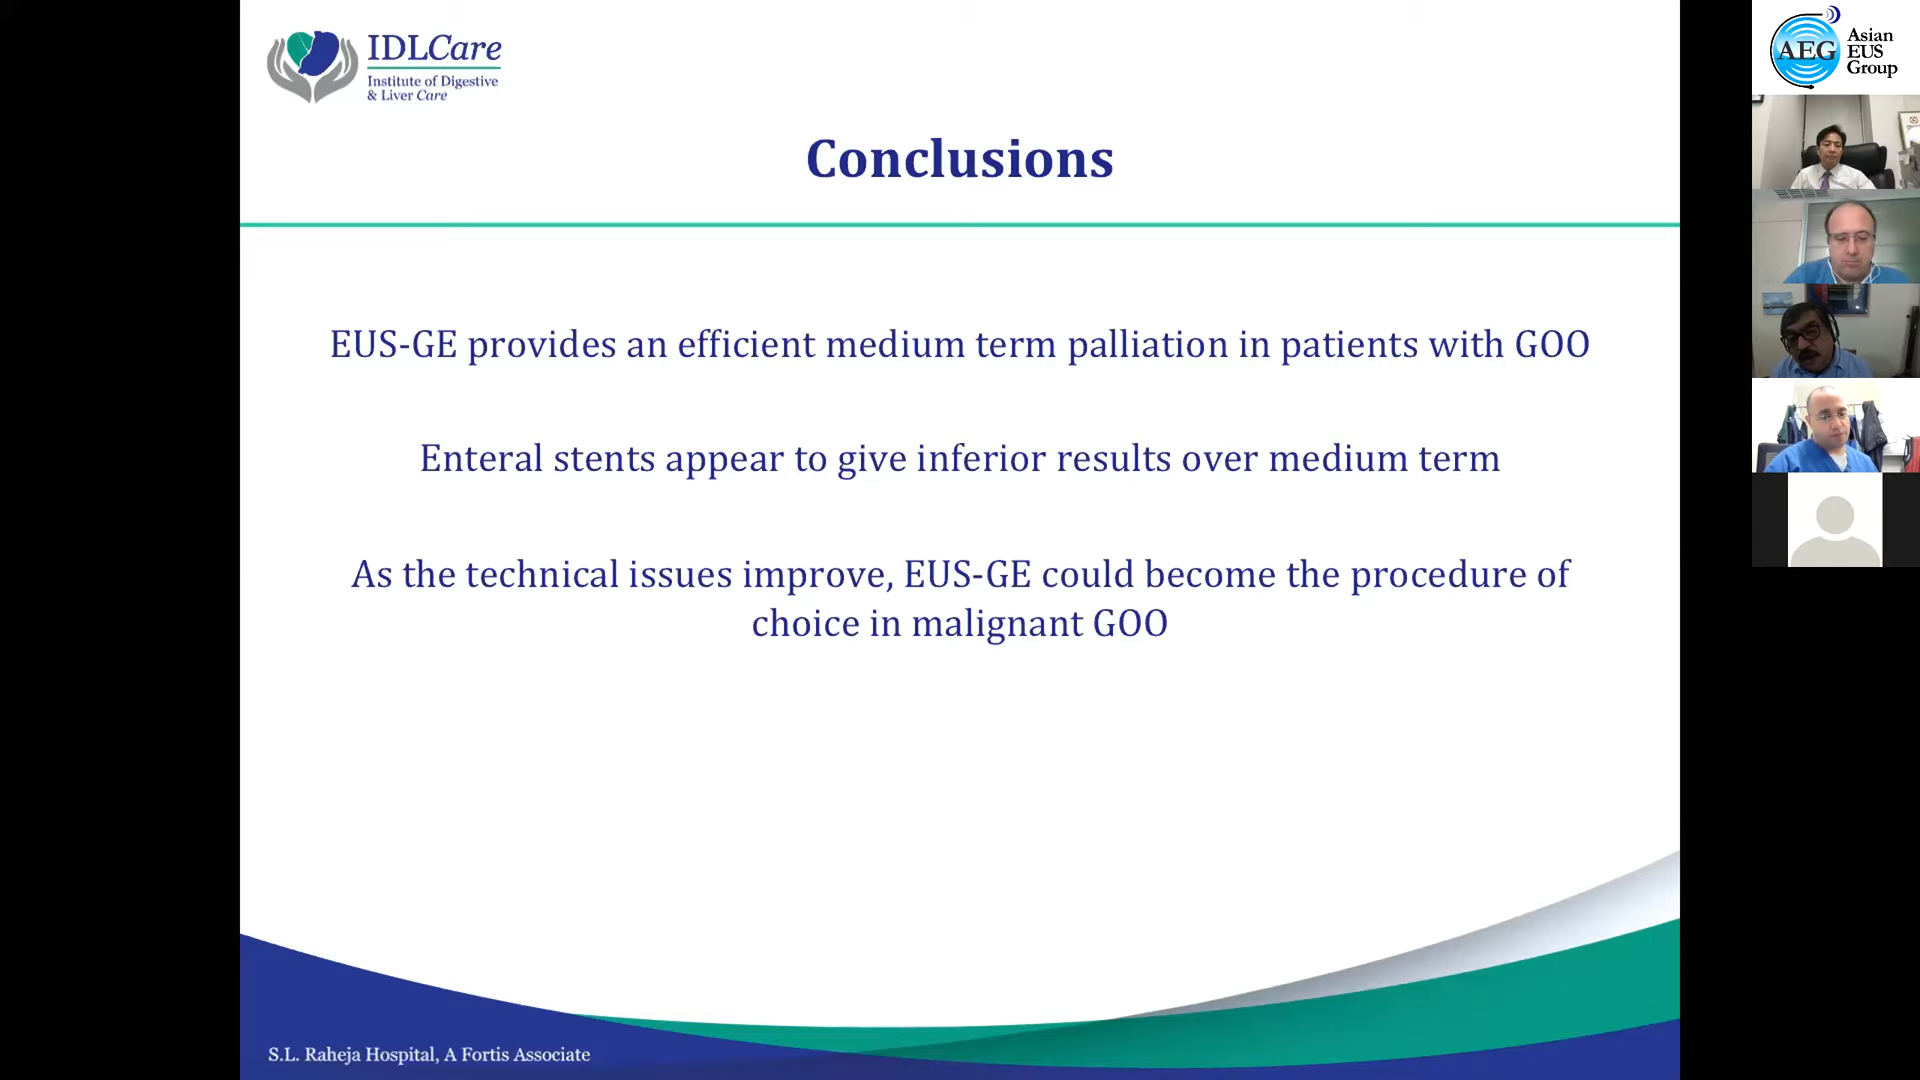 IDLCare
Institute of Digestive
& Liver Care
AEG
Asian
EUS
Group
Conclusions
EUS-GE provides an efficient medium term palliation in patients with GOO
Enteral stents appear to give inferior results over medium term
As the technical issues improve, EUS-GE could become the procedure of
choice in malignant GOO
S.L. Raheja Hospital, A Fortis Associate